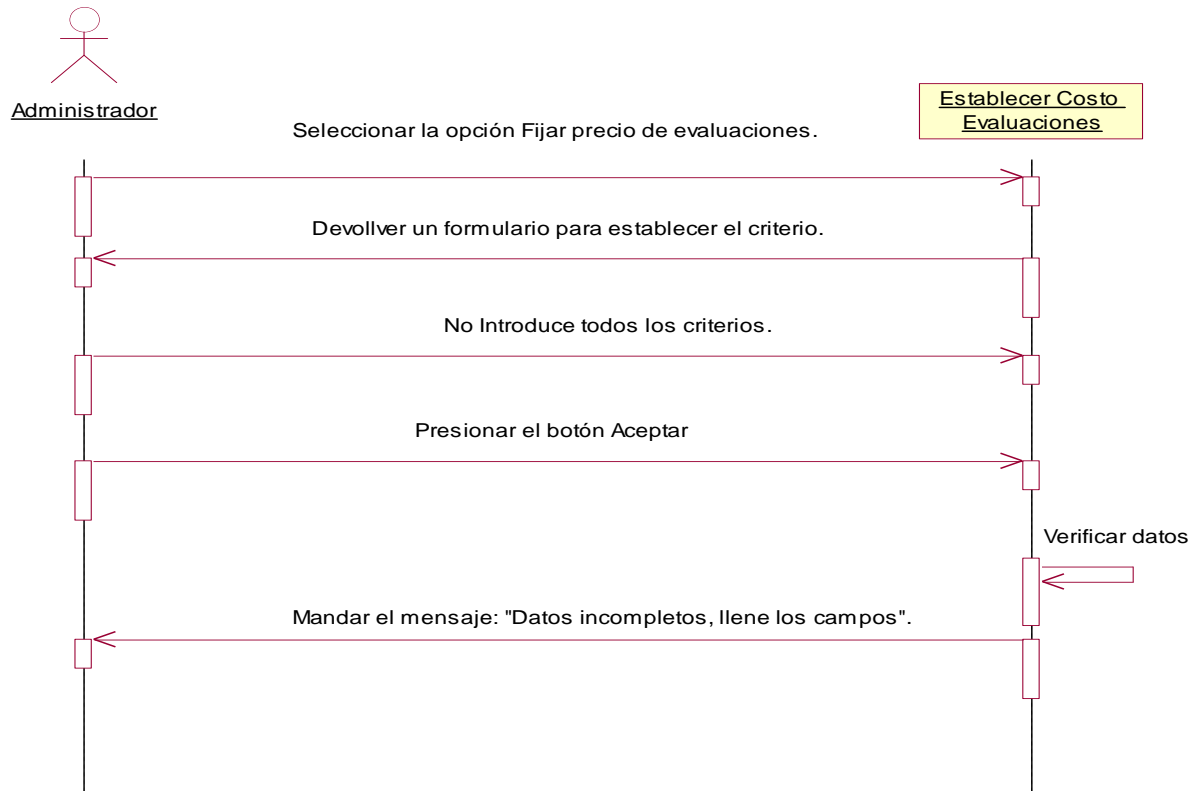 Administrador
Establecer Costo
Evaluaciones
Seleccionar la opción Fijar precio de evaluaciones.
Devollver un formulario para establecer el criterio.
No Introduce todos los criterios.
Presionar el botón Aceptar
Verificar datos
Mandar el mensaje: "Datos incompletos, llene los campos".